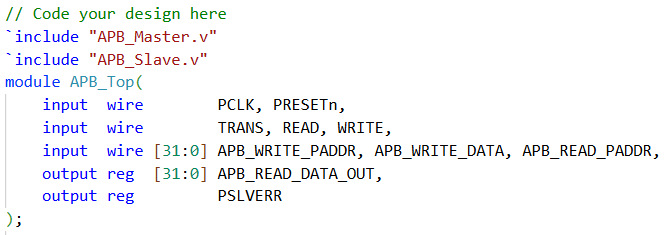 // Code your design here
`include "APB_Master.v"
`include "APB_Slave.v"
module APB_Top(
    input  wire        PCLK, PRESETn,
    input  wire        TRANS, READ, WRITE,
    input  wire [31:0] APB_WRITE_PADDR, APB_WRITE_DATA, APB_READ_PADDR,
    output reg  [31:0] APB_READ_DATA_OUT,
    output reg         PSLVERR
);